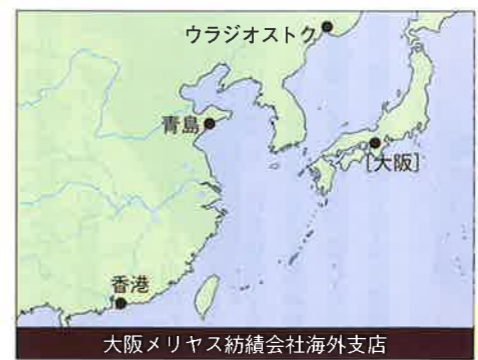 ウラジオストク
青島
[大阪]
香港
大阪メリヤス紡績会社海外支店